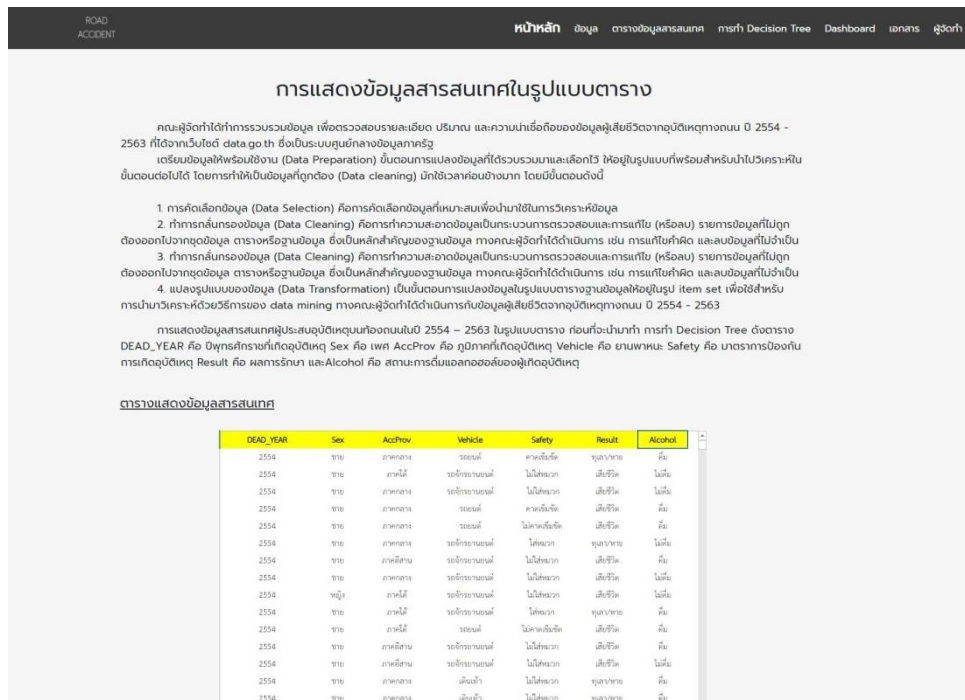 ROAD
ACCIDENT
หน้าหลัก ข้อมูล ตารางข้อมูลสารสนเทศ การทำ Decision Tree Dashboard เอกสาร ผู้จัดทำ
การแสดงข้อมูลสารสนเทศในรูปแบบตาราง
คณะผู้จัดทำได้ทำการรวบรวมข้อมูล เพื่อตรวจสอบรายละเอียด ปริมาณ และความน่าเชื่อถือของข้อมูลผู้เสียชีวิตจากอุบัติเหตุทางถนน ปี 2554 -
2563 ที่ได้จากเว็บไซต์ data.go.th ซึ่งเป็นระบบศูนย์กลางข้อมูลภาครัฐ
เตรียมข้อมูลให้พร้อมใช้งาน (Data Preparation) ขั้นตอนการแปลงข้อมูลที่ได้รวบรวมมาและเลือกไว้ ให้อยู่ในรูปแบบที่พร้อมสำหรับนำไปวิเคราะห์ใน
ขั้นตอนต่อไปได้ โดยการทำให้เป็นข้อมูลที่ถูกต้อง (Data cleaning) มักใช้เวลาค่อนข้างมาก โดยมีขั้นตอนดังนี้
1. การคัดเลือกข้อมูล (Data Selection) คือการคัดเลือกข้อมูลที่เหมาะสมเพื่อนำมาใช้ในการวิเคราะห์ข้อมูล
2. ทำการกลั่นกรองข้อมูล (Data Cleaning) คือการทำความสะอาดข้อมูลเป็นกระบวนการตรวจสอบและการแก้ไข (หรือลบ) รายการข้อมูลที่ไม่ถูก
ต้องออกไปจากชุดข้อมูล ตารางหรือฐานข้อมูล ซึ่งเป็นหลักสำคัญของฐานข้อมูล ทางคณะผู้จัดทำได้ดำเนินการ เช่น การแก้ไขคำผิด และลบข้อมูลที่ไม่จำเป็น
3. ทำการกลั่นกรองข้อมูล (Data Cleaning) คือการทำความสะอาดข้อมูลเป็นกระบวนการตรวจสอบและการแก้ไข (หรือลบ) รายการข้อมูลที่ไม่ถูก
ต้องออกไปจากชุดข้อมูล ตารางหรือฐานข้อมูล ซึ่งเป็นหลักสำคัญของฐานข้อมูล ทางคณะผู้จัดทำได้ดำเนินการ เช่น การแก้ไขคำผิด และลบข้อมูลที่ไม่จำเป็น
4. แปลงรูปแบบของข้อมูล (Data Transformation) เป็นขั้นตอนการแปลงข้อมูลในรูปแบบตารางฐานข้อมูลให้อยู่ในรูป item set เพื่อใช้สำหรับ
การนำมาวิเคราะห์ด้วยวิธีการของ data mining ทางคณะผู้จัดทำได้ดำเนินการกับข้อมูลผู้เสียชีวิตจากอุบัติเหตุทางถนน ปี 2554 - 2563
การแสดงข้อมูลสารสนเทศผู้ประสบอุบัติเหตุบนท้องถนนในปี 2554 – 2563 ในรูปแบบตาราง ก่อนที่จะนำมาทำ การทำ Decision Tree ดังตาราง
DEAD_YEAR คือ ปีพุทธศักราชที่เกิดอุบัติเหตุ Sex คือ เพศ AccProv คือ ภูมิภาคที่เกิดอุบัติเหตุ Vehicle คือ ยานพาหนะ Safety คือ มาตราการป้องกัน
การเกิดอุบัติเหตุ Result คือ ผลการรักษา และAlcohol คือ สถานะการดื่มแอลกอฮอล์ของผู้เกิดอุบัติเหตุ
ตารางแสดงข้อมูลสารสนเทศ
DEAD_YEAR Sex AccProv Vehicle Safety Result Alcohol
2554 ชาย ภาคกลาง รถยนต์ คาดเข็มขัด ทุเลา/หาย ดื่ม
2554 ชาย ภาคใต้ รถจักรยานยนต์ ไม่ใส่หมวก เสียชีวิต ไม่ดื่ม
2554 ชาย ภาคกลาง รถจักรยานยนต์ ไม่ใส่หมวก เสียชีวิต ไม่ดื่ม
2554 ชาย ภาคกลาง รถยนต์ คาดเข็มขัด เสียชีวิต ดื่ม
2554 ชาย ภาคกลาง รถยนต์ ไม่คาดเข็มขัด เสียชีวิต ดื่ม
2554 ชาย ภาคกลาง รถจักรยานยนต์ ใส่หมวก ทุเลา/หาย ไม่ดื่ม
2554 ชาย ภาคอีสาน รถจักรยานยนต์ ไม่ใส่หมวก เสียชีวิต ดื่ม
2554 ชาย ภาคกลาง รถจักรยานยนต์ ไม่ใส่หมวก เสียชีวิต ไม่ดื่ม
2554 หญิง ภาคใต้ รถจักรยานยนต์ ไม่ใส่หมวก เสียชีวิต ไม่ดื่ม
2554 ชาย ภาคใต้ รถจักรยานยนต์ ใส่หมวก ทุเลา/หาย ดื่ม
2554 ชาย ภาคใต้ รถยนต์ ไม่คาดเข็มขัด เสียชีวิต ดื่ม
2554 ชาย ภาคอีสาน รถจักรยานยนต์ ไม่ใส่หมวก เสียชีวิต ดื่ม
2554 ชาย ภาคอีสาน รถจักรยานยนต์ ไม่ใส่หมวก เสียชีวิต ไม่ดื่ม
2554 ชาย ภาคกลาง เดินเท้า ไม่ใส่หมวก ทุเลา/หาย ดื่ม
2554 ชาย ภาคกลาง เดินเท้า ไม่ใส่หมวก ทุเลา/หาย ดื่ม